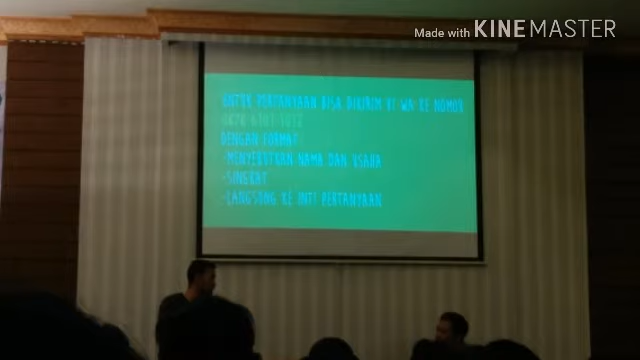 Made with KINEMASTER
UNTUK PERTANYAAN BISA DIKIRIM KE WA KE NOMOR
DENGAN FORMAT
-MENYEBUTKAN NAMA DAN USAHA
-SINGKAT
-LANGSUNG KE INTI PERTANYAAN